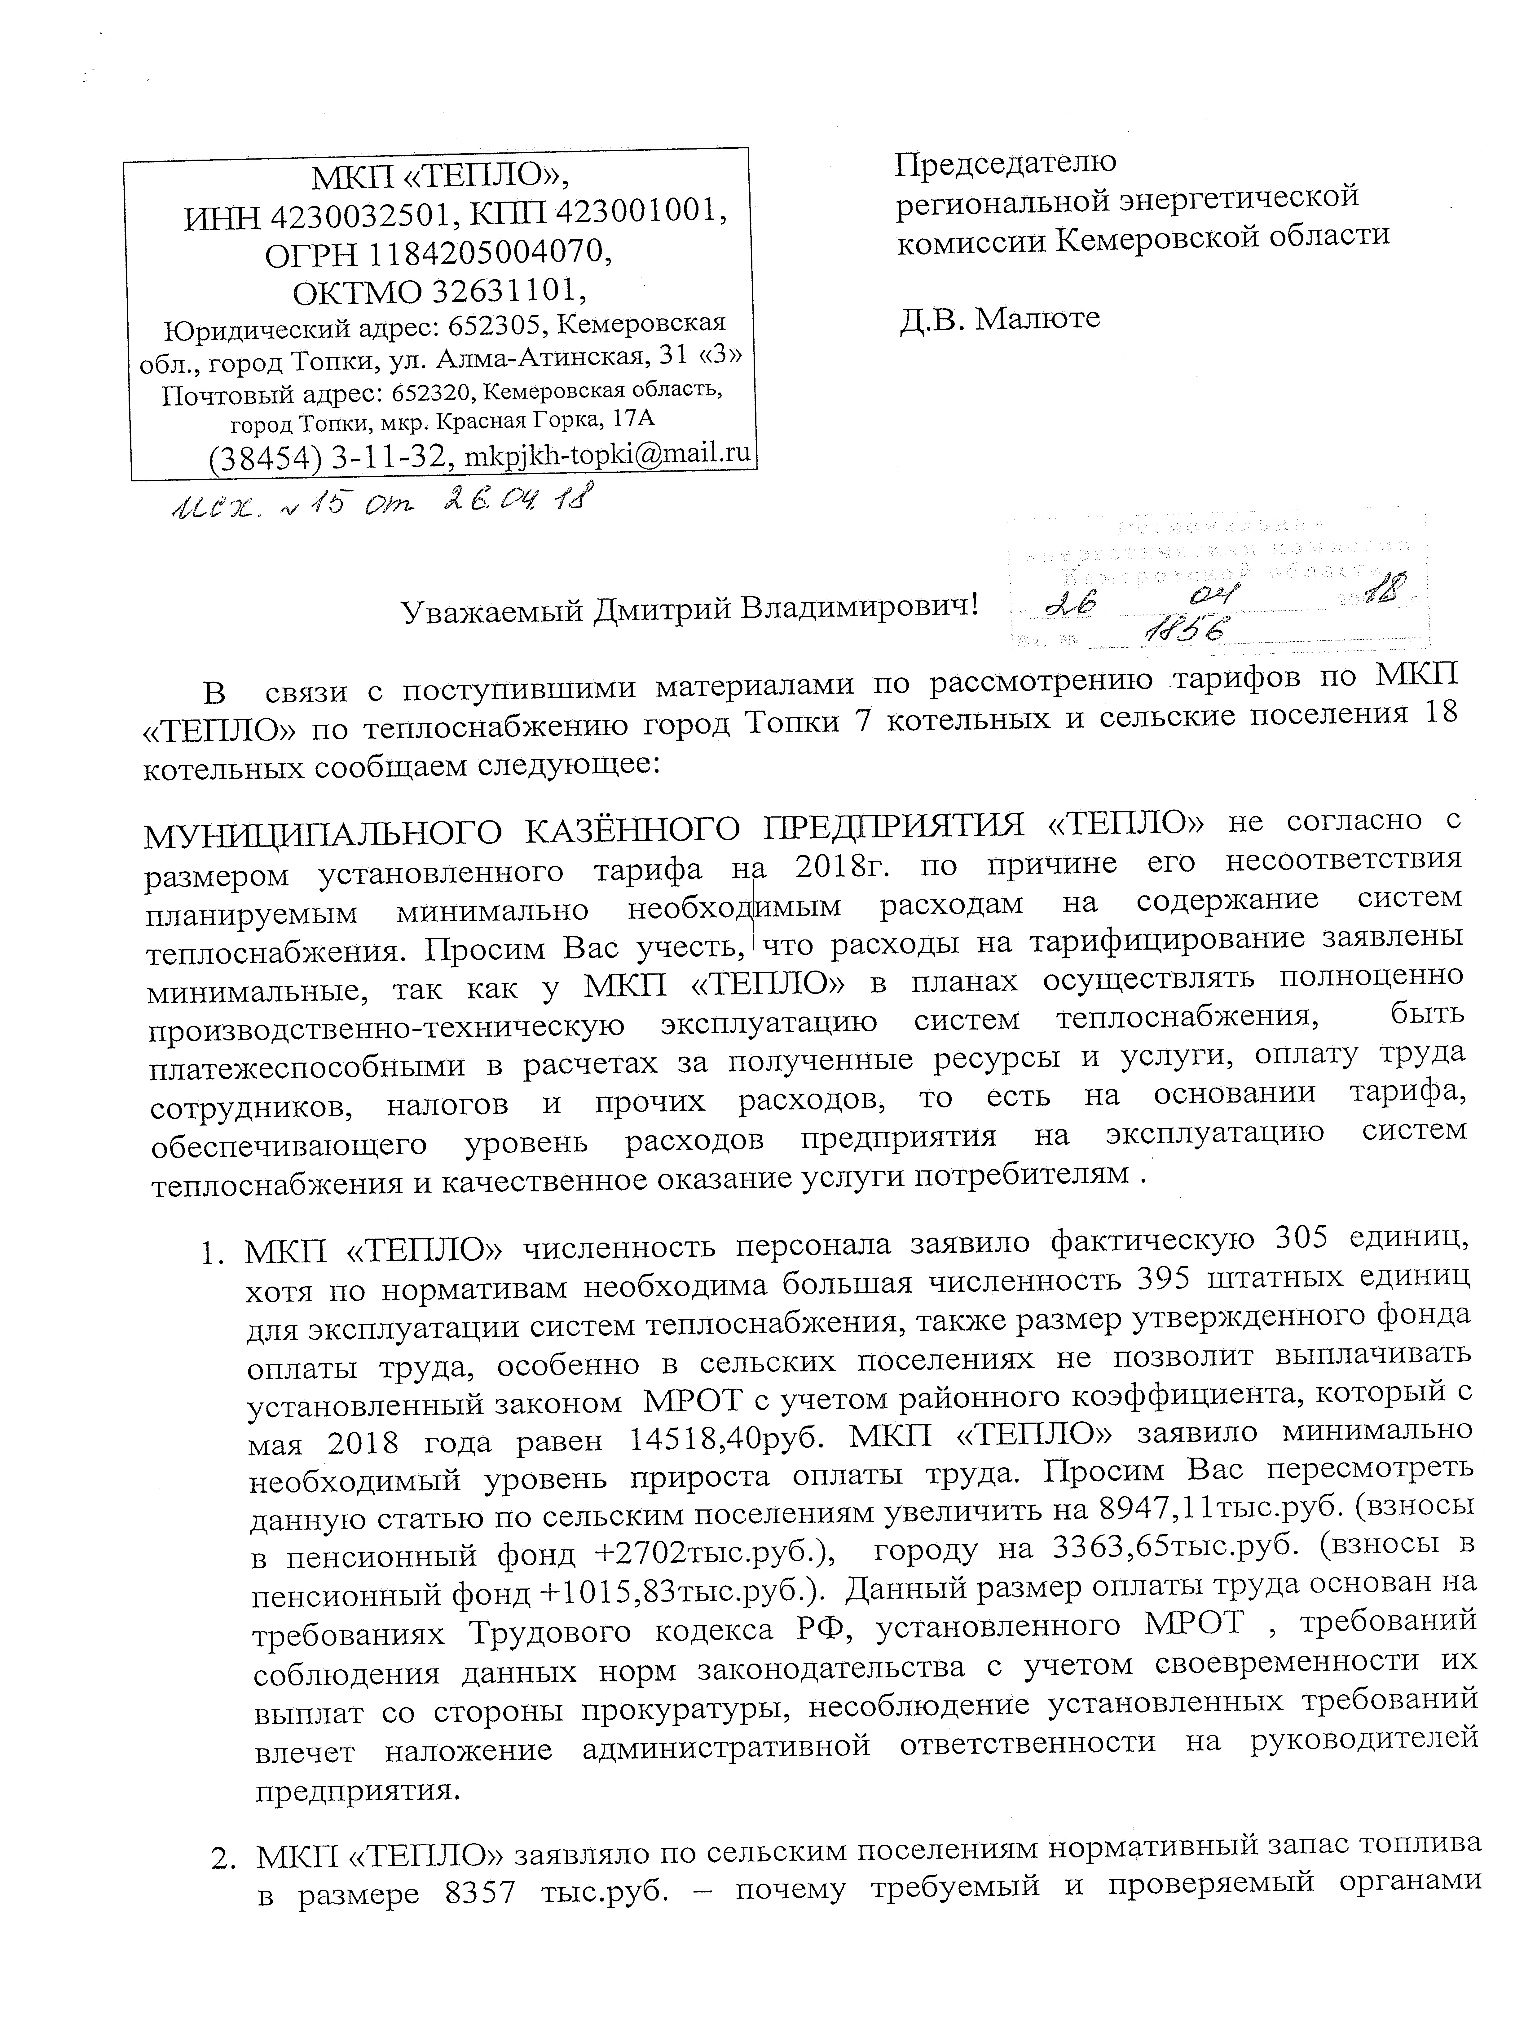 МКП «ТЕПЛО»,
ИНН 4230032501, КПП 423001001,
ОГРН 1184205004070,
ОКТМО 32631101,
Юридический адрес: 652305, Кемеровская
обл., город Топки, ул. Алма-Атинская, 31 «З»
Почтовый адрес: 652320, Кемеровская область,
город Топки, мкр. Красная Горка, 17А
(38454) 3-11-32, mkpjkh-topki@mail.ru
Исх. № 15 от 26.04.18
Председателю
региональной энергетической
комиссии Кемеровской области
Д.В. Малюте
Региональная
энергетическая комиссия
Кемеровской области
26 04 18
1856
Уважаемый Дмитрий Владимирович!
В связи с поступившими материалами по рассмотрению тарифов по МКП
«ТЕПЛО» по теплоснабжению город Топки 7 котельных и сельские поселения 18
котельных сообщаем следующее:
МУНИЦИПАЛЬНОГО КАЗЁННОГО ПРЕДПРИЯТИЯ «ТЕПЛО» не согласно с
размером установленного тарифа на 2018г. по причине его несоответствия
планируемым минимально необходимым расходам на содержание систем
теплоснабжения. Просим Вас учесть, что расходы на тарифицирование заявлены
минимальные, так как у МКП «ТЕПЛО» в планах осуществлять полноценно
производственно-техническую эксплуатацию систем теплоснабжения, быть
платежеспособными в расчетах за полученные ресурсы и услуги, оплату труда
сотрудников, налогов и прочих расходов, то есть на основании тарифа,
обеспечивающего уровень расходов предприятия на эксплуатацию систем
теплоснабжения и качественное оказание услуги потребителям .
1. МКП «ТЕПЛО» численность персонала заявило фактическую 305 единиц,
хотя по нормативам необходима большая численность 395 штатных единиц
для эксплуатации систем теплоснабжения, также размер утвержденного фонда
оплаты труда, особенно в сельских поселениях не позволит выплачивать
установленный законом МРОТ с учетом районного коэффициента, который с
мая 2018 года равен 14518,40руб. МКП «ТЕПЛО» заявило минимально
необходимый уровень прироста оплаты труда. Просим Вас пересмотреть
данную статью по сельским поселениям увеличить на 8947,11тыс.руб. (взносы
в пенсионный фонд +2702тыс.руб.), городу на 3363,65тыс.руб. (взносы в
пенсионный фонд +1015,83тыс.руб.). Данный размер оплаты труда основан на
требованиях Трудового кодекса РФ, установленного МРОТ , требований
соблюдения данных норм законодательства с учетом своевременности их
выплат со стороны прокуратуры, несоблюдение установленных требований
влечет наложение административной ответственности на руководителей
предприятия.
2. МКП «ТЕПЛО» заявляло по сельским поселениям нормативный запас топлива
в размере 8357 тыс.руб. – почему требуемый и проверяемый органами